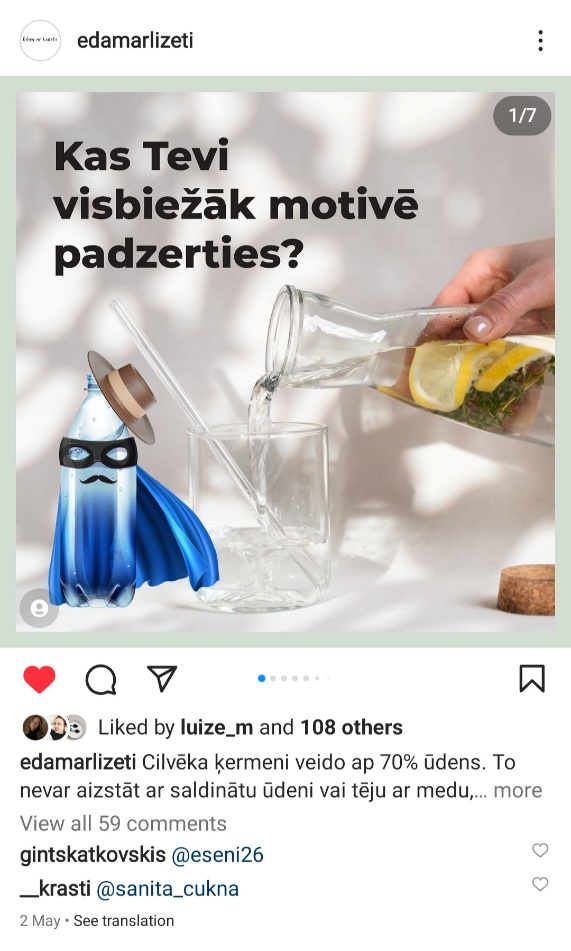 edamarlizeti
1/7
Kas Tevi
visbiežāk motivē
padzerties?
Liked by luize_m and 108 others
edamarlizeti Cilvēka ķermeni veido ap 70% ūdens. To
nevar aizstāt ar saldinātu ūdeni vai tēju ar medu,... more
View all 59 comments
gintskatkovskis @eseni26
__krasti @sanita_cukna
2 May • See translation